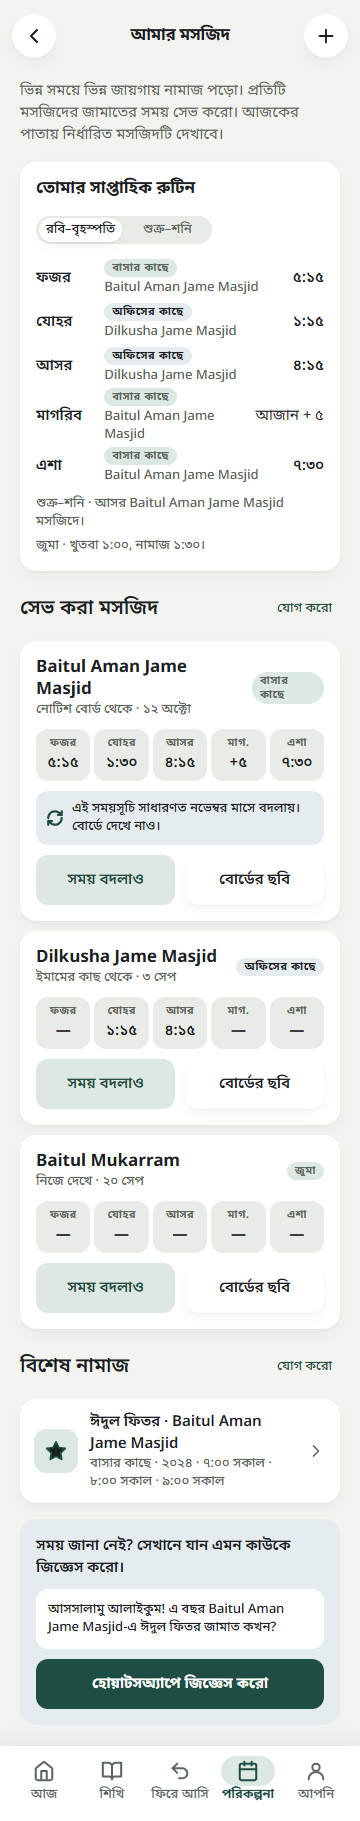 আমার মসজিদ
ভিন্ন সময়ে ভিন্ন জায়গায় নামাজ পড়ো। প্রতিটি
মসজিদের জামাতের সময় সেভ করো। আজকের
পাতায় নির্ধারিত মসজিদটি দেখাবে।
তোমার সাপ্তাহিক রুটিন
রবি–বৃহস্পতি শুক্র–শনি
ফজর বাসার কাছে Baitul Aman Jame Masjid ৫:১৫
যোহর অফিসের কাছে Dilkusha Jame Masjid ১:১৫
আসর অফিসের কাছে Dilkusha Jame Masjid ৪:১৫
মাগরিব বাসার কাছে Baitul Aman Jame
Masjid আজান + ৫
এশা বাসার কাছে Baitul Aman Jame Masjid ৭:৩০
শুক্র–শনি · আসর Baitul Aman Jame Masjid
মসজিদে।
জুমা · খুতবা ১:০০, নামাজ ১:৩০।
সেভ করা মসজিদ যোগ করো
Baitul Aman Jame
Masjid
বাসার
কাছে
নোটিশ বোর্ড থেকে · ১২ অক্টো
ফজর যোহর আসর মাগ. এশা
৫:১৫ ১:৩০ ৪:১৫ +৫ ৭:৩০
এই সময়সূচি সাধারণত নভেম্বর মাসে বদলায়।
বোর্ডে দেখে নাও।
সময় বদলাও বোর্ডের ছবি
Dilkusha Jame Masjid অফিসের কাছে
ইমামের কাছ থেকে · ৩ সেপ
ফজর যোহর আসর মাগ. এশা
— ১:১৫ ৪:১৫ — —
সময় বদলাও বোর্ডের ছবি
Baitul Mukarram জুমা
নিজে দেখে · ২০ সেপ
ফজর যোহর আসর মাগ. এশা
— — — — —
সময় বদলাও বোর্ডের ছবি
বিশেষ নামাজ যোগ করো
ঈদুল ফিতর · Baitul Aman
Jame Masjid
বাসার কাছে · ২০২৪ · ৭:০০ সকাল ·
৮:০০ সকাল · ৯:০০ সকাল
সময় জানা নেই? সেখানে যান এমন কাউকে
জিজ্ঞেস করো।
আসসালামু আলাইকুম! এ বছর Baitul Aman
Jame Masjid-এ ঈদুল ফিতর জামাত কখন?
হোয়াটসঅ্যাপে জিজ্ঞেস করো
আজ শিখি ফিরে আসি পরিকল্পনা আপনি